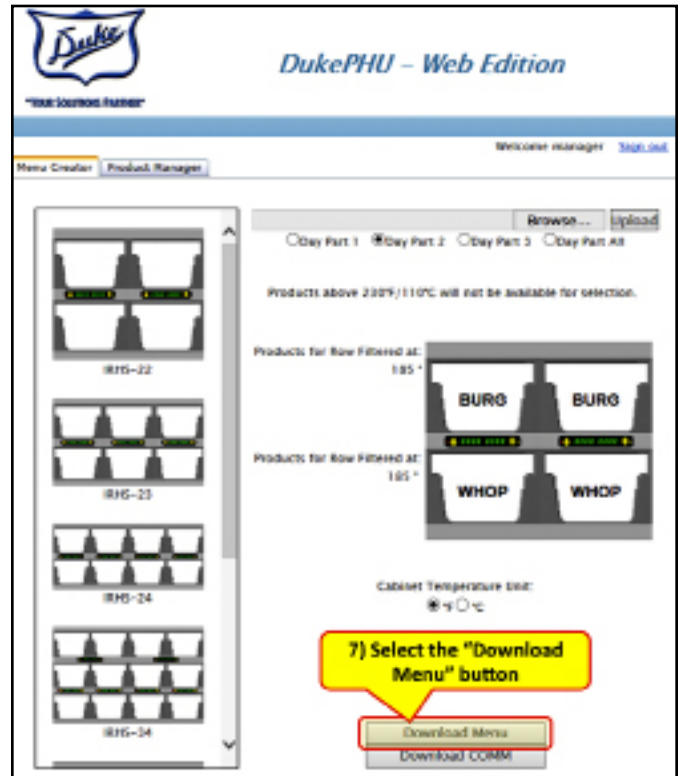 Duke
"YOUR SOLUTIONS PARTNER"
DukePHU – Web Edition
Welcome manager Sign out
Menu Creator Product Manager
Browse... Upload
Day Part 1 Day Part 2 Day Part 3 Day Part All
Products above 230°F/110°C will not be available for selection.
IRHS-22
Products for Row Filtered at:
185 °
BURG BURG
IRHS-23
Products for Row Filtered at:
185 °
WHOP WHOP
IRHS-24
Cabinet Temperature Unit:
°F °C
7) Select the "Download
Menu" button
IRHS-34
Download Menu
Download COMM